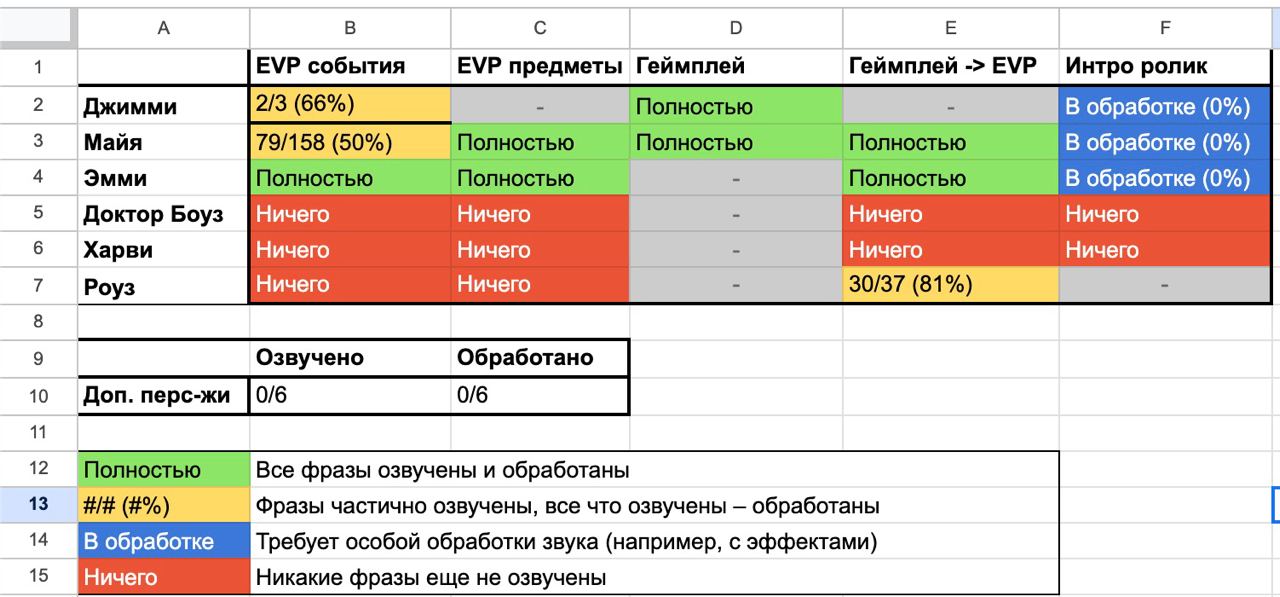 A B C D E F
1 EVP события EVP предметы Геймплей Геймплей -> EVP Интро ролик
2 Джимми 2/3 (66%) - Полностью - В обработке (0%)
3 Майя 79/158 (50%) Полностью Полностью Полностью В обработке (0%)
4 Эмми Полностью Полностью - Полностью В обработке (0%)
5 Доктор Боуз Ничего Ничего - Ничего Ничего
6 Харви Ничего Ничего - Ничего Ничего
7 Роуз Ничего Ничего - 30/37 (81%) -
8
9 Озвучено Обработано
10 Доп. перс-жи 0/6 0/6
11
12 Полностью Все фразы озвучены и обработаны
13 #/# (#%) Фразы частично озвучены, все что озвучены – обработаны
14 В обработке Требует особой обработки звука (например, с эффектами)
15 Ничего Никакие фразы еще не озвучены